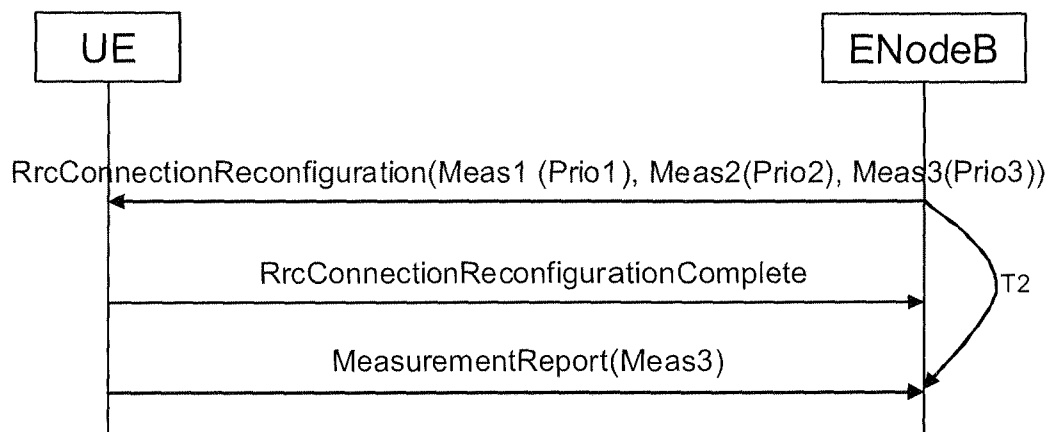 UE
ENodeB
RrcConnectionReconfiguration(Meas1 (Prio1), Meas2(Prio2), Meas3(Prio3))
RrcConnectionReconfigurationComplete
T2
MeasurementReport(Meas3)